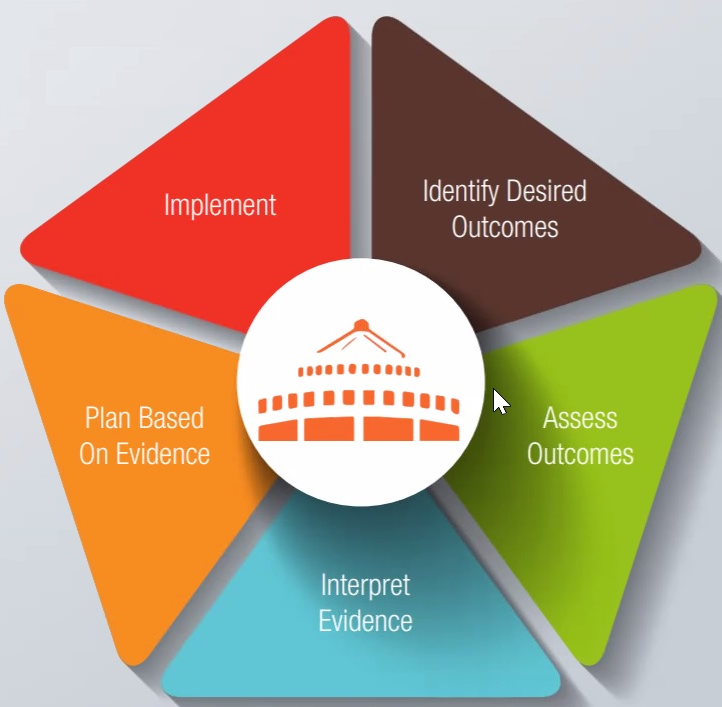 Implement
Identify Desired
Outcomes
Plan Based
On Evidence
Assess
Outcomes
Interpret
Evidence